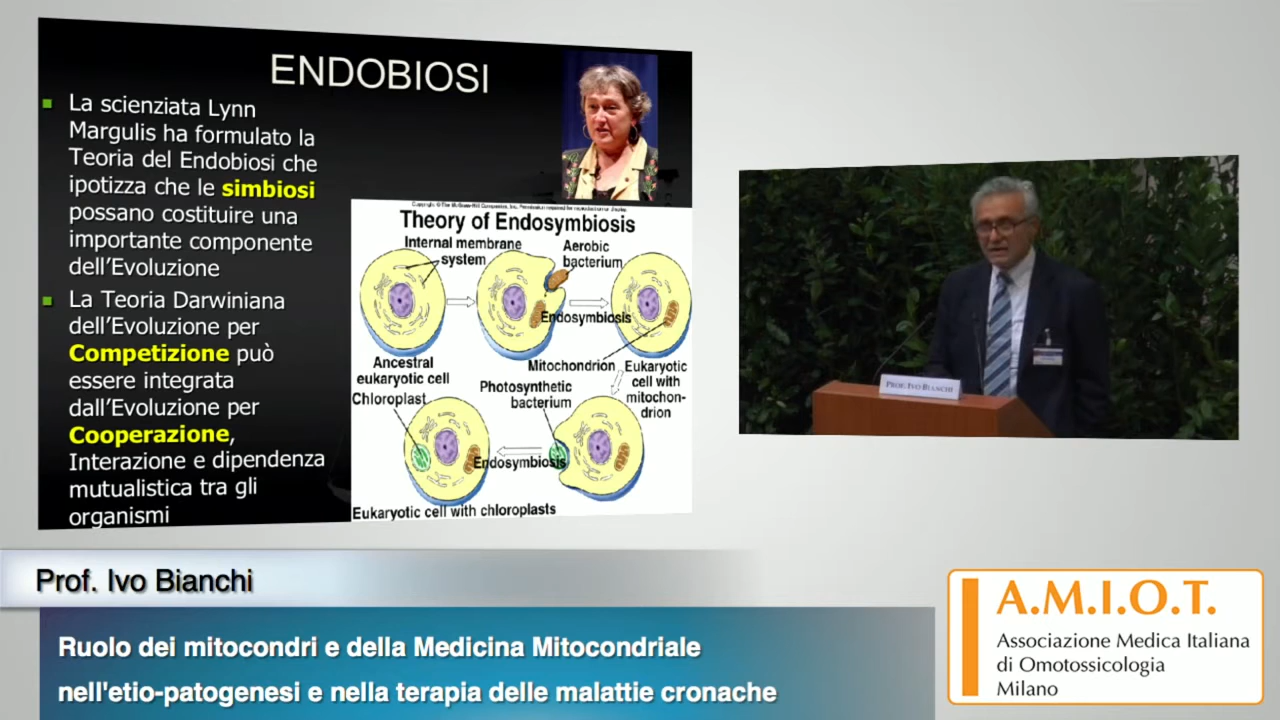 ENDOBIOSI
La scienziata Lynn
Margulis ha formulato la
Teoria del Endobiosi che
ipotizza che le simbiosi
possano costituire una
importante componente
dell'Evoluzione
La Teoria Darwiniana
dell'Evoluzione per
Competizione può
essere integrata
dall'Evoluzione per
Cooperazione,
Interazione e dipendenza
mutualistica tra gli
organismi
Theory of Endosymbiosis
Internal membrane
system
Aerobic
bacterium
Endosymbiosis
Ancestral
eukaryotic cell
Mitochondrion
Eukaryotic
cell with
mitochon-
drion
Chloroplast
Photosynthetic
bacterium
Endosymbiosis
Eukaryotic cell with chloroplasts
PROF. IVO BIANCHI
Prof. Ivo Bianchi
Ruolo dei mitocondri e della Medicina Mitocondriale
nell'etio-patogenesi e nella terapia delle malattie croniche
A.M.I.O.T.
Associazione Medica Italiana
di Omotossicologia
Milano